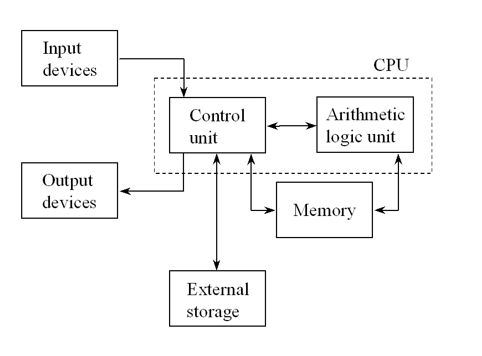 Input
devices
CPU
Control
unit
Arithmetic
logic unit
Output
devices
Memory
External
storage